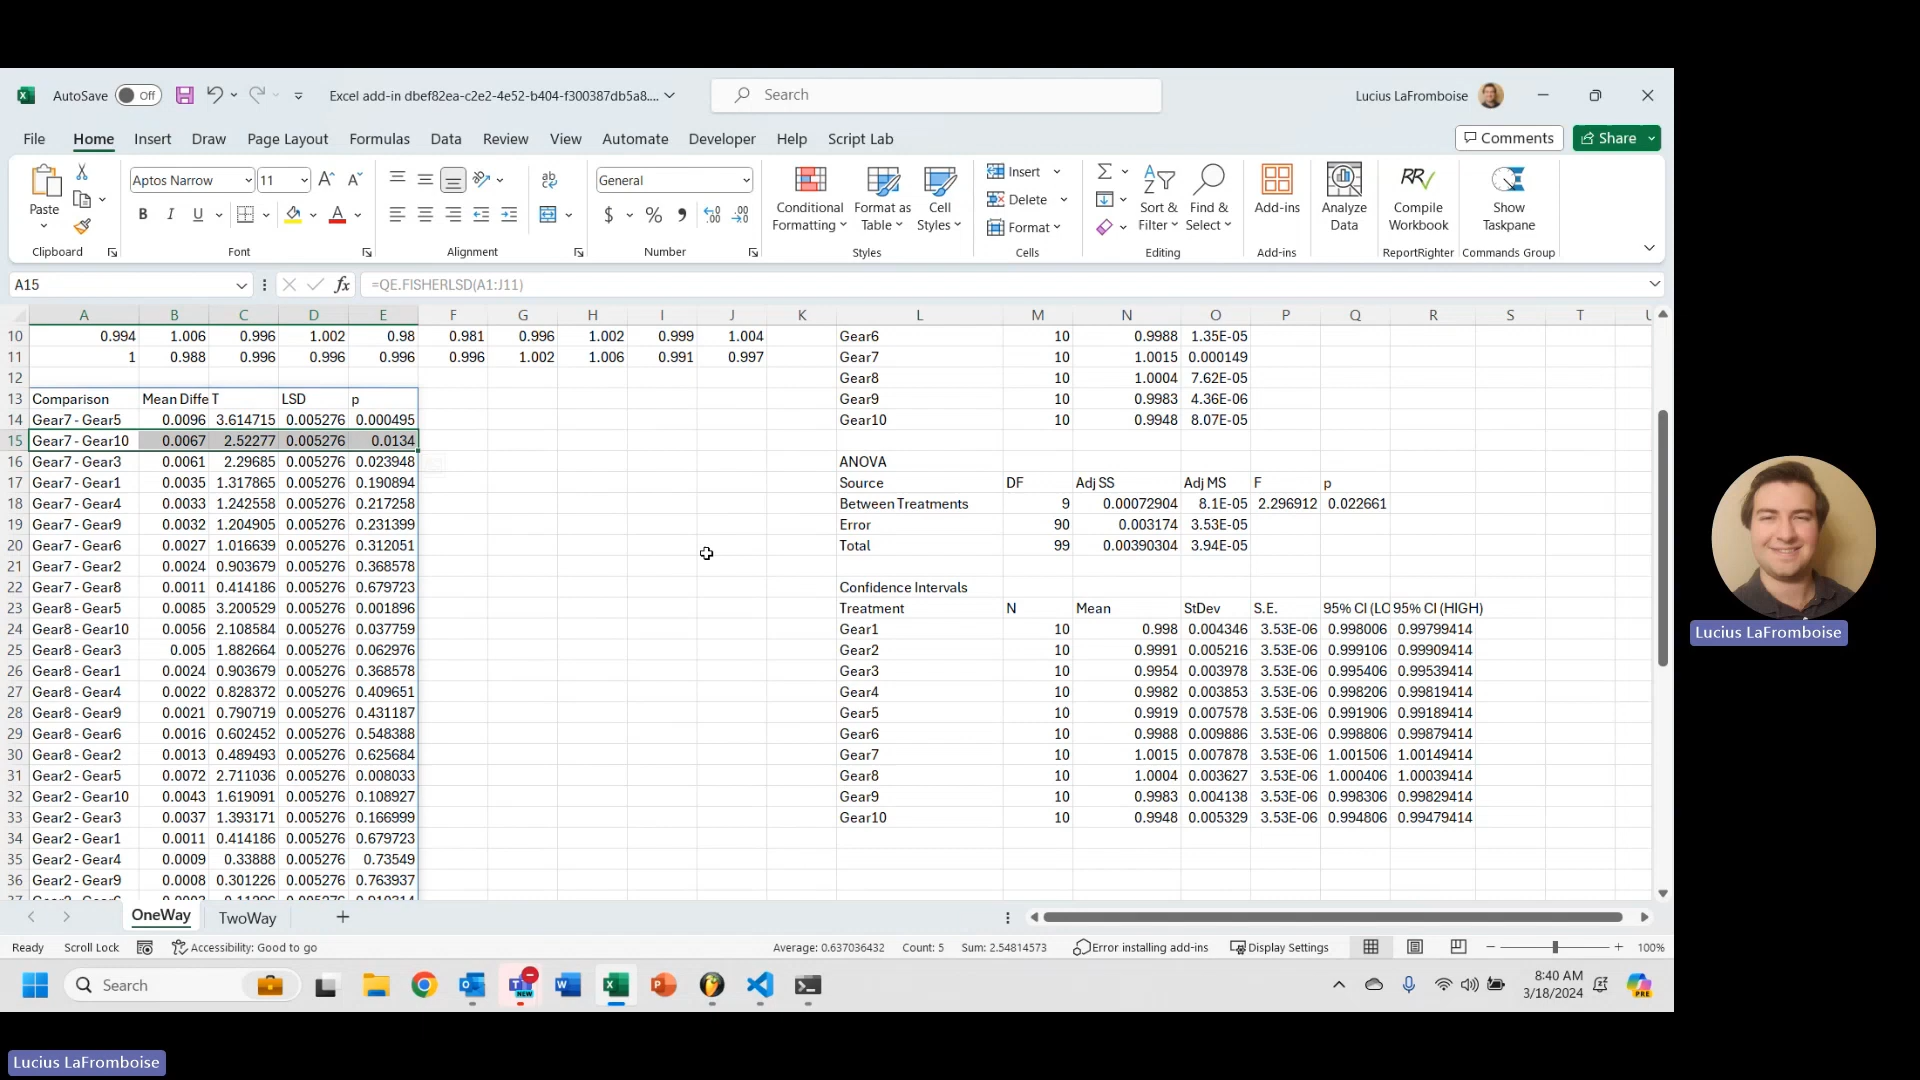 AutoSave Off Excel add-in dbef82ea-c2e2-4e52-b404-f300387db5a8.... Search Lucius LaFromboise
File Home Insert Draw Page Layout Formulas Data Review View Automate Developer Help Script Lab Comments Share
Paste Aptos Narrow 11 General Conditional Formatting Format as Table Cell Styles Insert Delete Format Sort & Filter Find & Select Add-ins Analyze Data Compile Workbook Show Taskpane
Clipboard Font Alignment Number Styles Cells Editing Add-ins ReportRighter Commands Group
A15 =QE.FISHERLSD(A1:J11)
A B C D E F G H I J K L M N O P Q R S T
10 0.994 1.006 0.996 1.002 0.98 0.981 0.996 1.002 0.999 1.004 Gear6 10 0.9988 1.35E-05
11 1 0.988 0.996 0.996 0.996 0.996 1.002 1.006 0.991 0.997 Gear7 10 1.0015 0.000149
12 Gear8 10 1.0004 7.62E-05
13 Comparison Mean Diffe T LSD p Gear9 10 0.9983 4.36E-06
14 Gear7 - Gear5 0.0096 3.614715 0.005276 0.000495 Gear10 10 0.9948 8.07E-05
15 Gear7 - Gear10 0.0067 2.52277 0.005276 0.0134
16 Gear7 - Gear3 0.0061 2.29685 0.005276 0.023948 ANOVA
17 Gear7 - Gear1 0.0035 1.317865 0.005276 0.190894 Source DF Adj SS Adj MS F p
18 Gear7 - Gear4 0.0033 1.242558 0.005276 0.217258 Between Treatments 9 0.00072904 8.1E-05 2.296912 0.022661
19 Gear7 - Gear9 0.0032 1.204905 0.005276 0.231399 Error 90 0.003174 3.53E-05
20 Gear7 - Gear6 0.0027 1.016639 0.005276 0.312051 Total 99 0.00390304 3.94E-05
21 Gear7 - Gear2 0.0024 0.903679 0.005276 0.368578
22 Gear7 - Gear8 0.0011 0.414186 0.005276 0.679723 Confidence Intervals
23 Gear8 - Gear5 0.0085 3.200529 0.005276 0.001896 Treatment N Mean StDev S.E. 95% CI (LO 95% CI (HIGH)
24 Gear8 - Gear10 0.0056 2.108584 0.005276 0.037759 Gear1 10 0.998 0.004346 3.53E-06 0.998006 0.99799414
25 Gear8 - Gear3 0.005 1.882664 0.005276 0.062976 Gear2 10 0.9991 0.005216 3.53E-06 0.999106 0.99909414
26 Gear8 - Gear1 0.0024 0.903679 0.005276 0.368578 Gear3 10 0.9954 0.003978 3.53E-06 0.995406 0.99539414
27 Gear8 - Gear4 0.0022 0.828372 0.005276 0.409651 Gear4 10 0.9982 0.003853 3.53E-06 0.998206 0.99819414
28 Gear8 - Gear9 0.0021 0.790719 0.005276 0.431187 Gear5 10 0.9919 0.007578 3.53E-06 0.991906 0.99189414
29 Gear8 - Gear6 0.0016 0.602452 0.005276 0.548388 Gear6 10 0.9988 0.009886 3.53E-06 0.998806 0.99879414
30 Gear8 - Gear2 0.0013 0.489493 0.005276 0.625684 Gear7 10 1.0015 0.007878 3.53E-06 1.001506 1.00149414
31 Gear2 - Gear5 0.0072 2.711036 0.005276 0.008033 Gear8 10 1.0004 0.003627 3.53E-06 1.000406 1.00039414
32 Gear2 - Gear10 0.0043 1.619091 0.005276 0.108927 Gear9 10 0.9983 0.004138 3.53E-06 0.998306 0.99829414
33 Gear2 - Gear3 0.0037 1.393171 0.005276 0.166999 Gear10 10 0.9948 0.005329 3.53E-06 0.994806 0.99479414
34 Gear2 - Gear1 0.0011 0.414186 0.005276 0.679723
35 Gear2 - Gear4 0.0009 0.33888 0.005276 0.73549
36 Gear2 - Gear9 0.0008 0.301226 0.005276 0.763937
OneWay TwoWay
Ready Scroll Lock Accessibility: Good to go Average: 0.637036432 Count: 5 Sum: 2.54814573 Error installing add-ins Display Settings 100%
Search 8:40 AM
3/18/2024
Lucius LaFromboise
Lucius LaFromboise